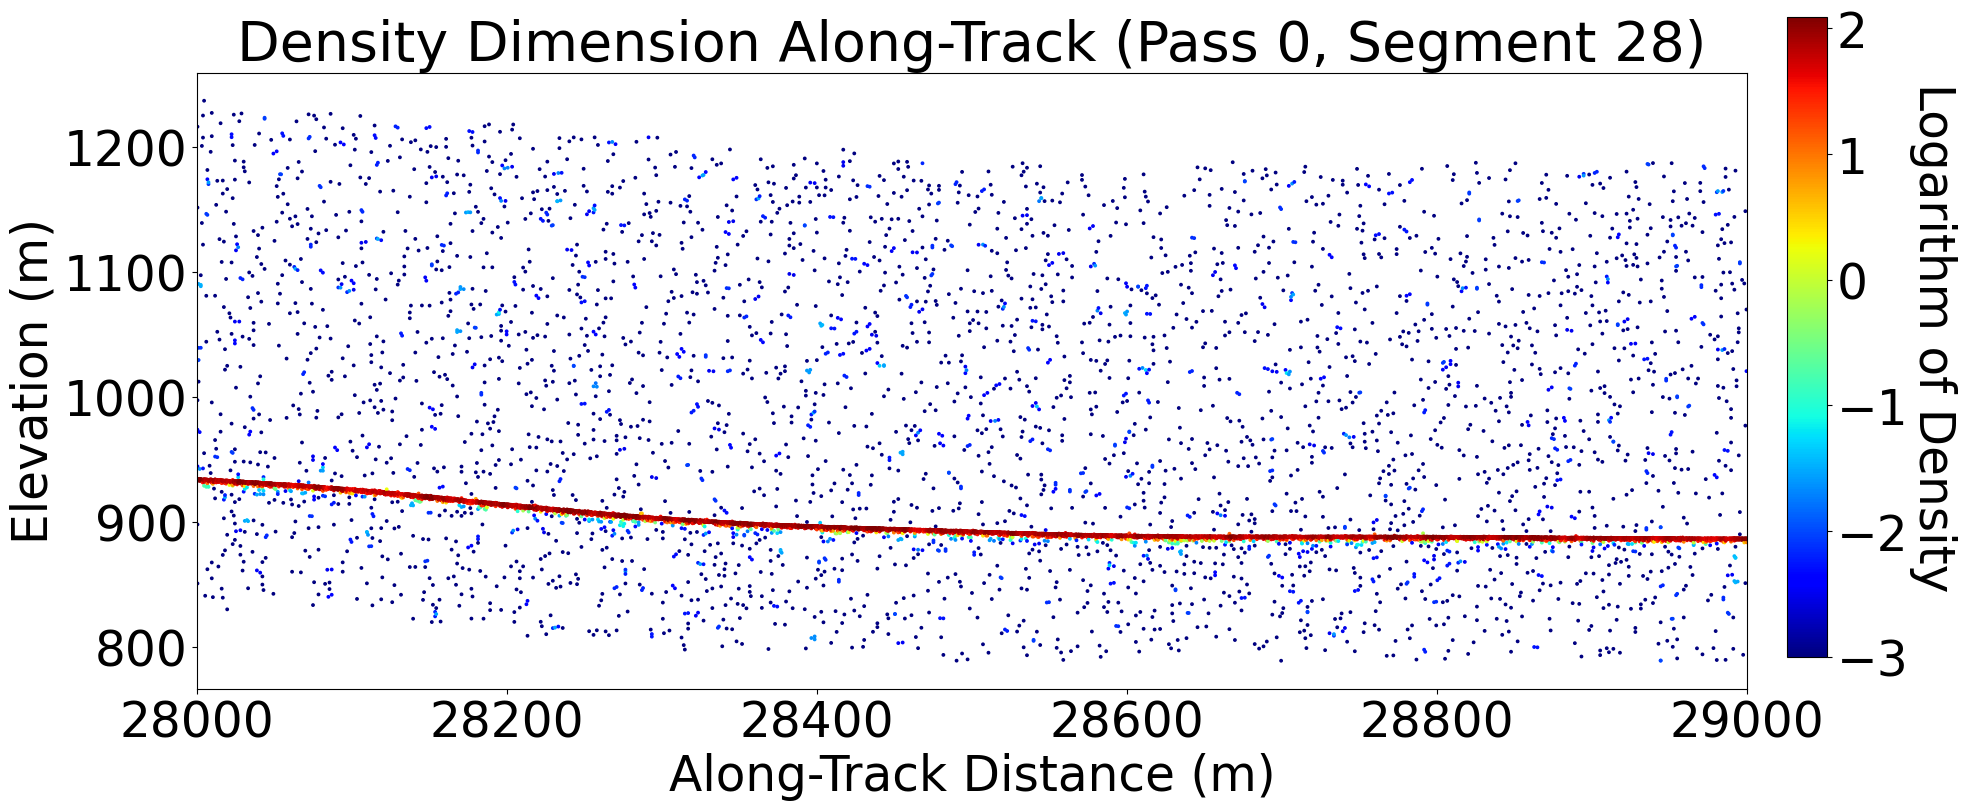 Density Dimension Along-Track (Pass 0, Segment 28)
Elevation (m)
1200
1100
1000
900
800
28000 28200 28400 28600 28800 29000
Along-Track Distance (m)
2
1
0
−1
−2
−3
Logarithm of Density